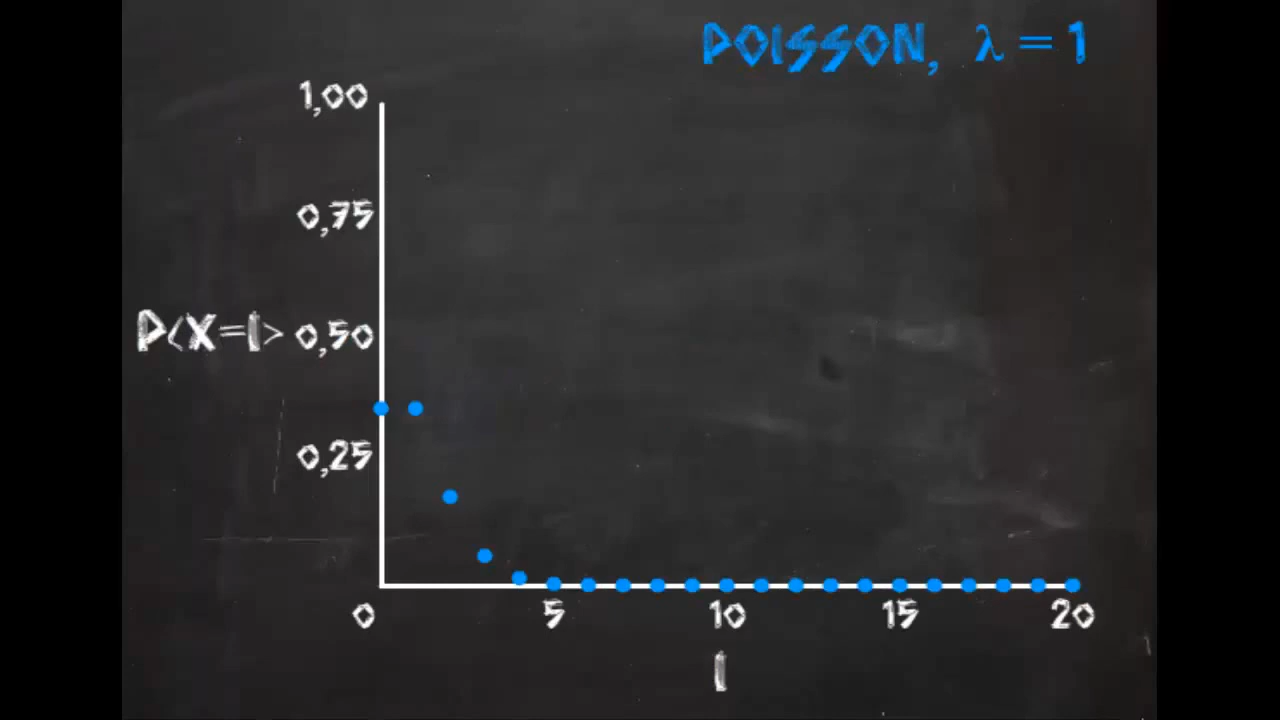 POISSON, λ = 1
1,00
0,75
P(X=I) 0,50
0,25
0 5 10 15 20
I